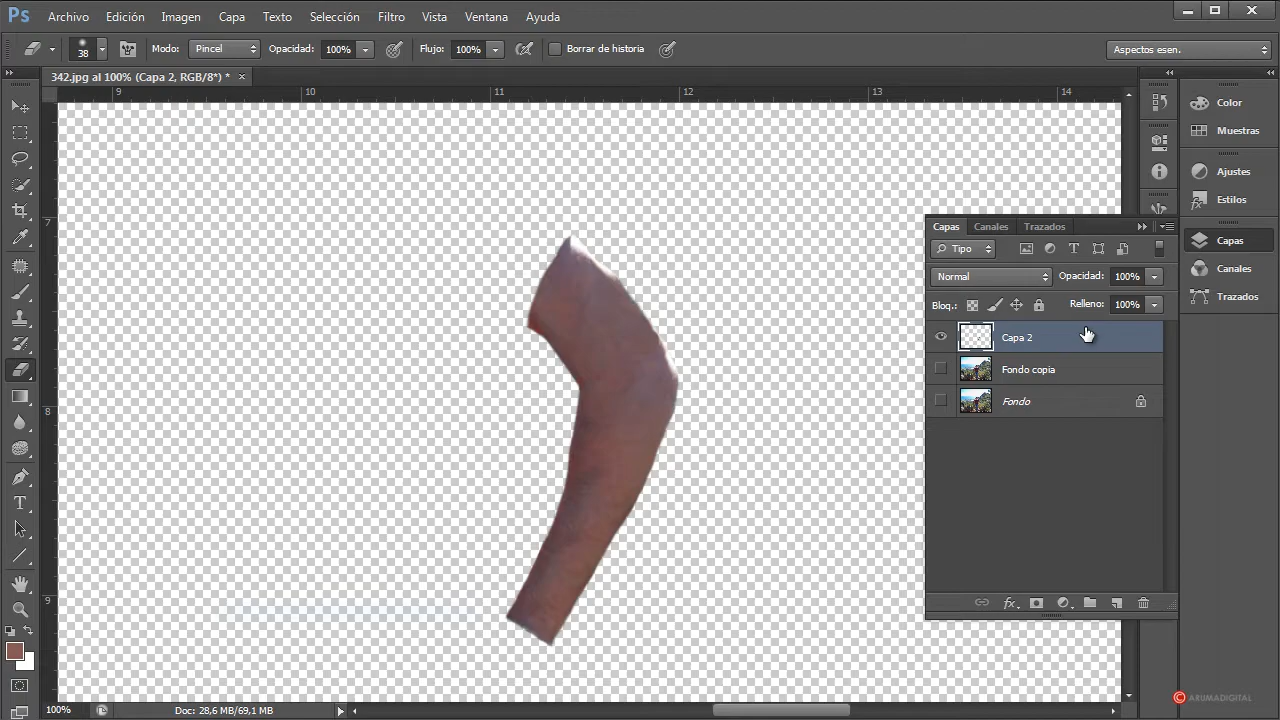 Ps Archivo Edición Imagen Capa Texto Selección Filtro Vista Ventana Ayuda
38 Modo: Pincel Opacidad: 100% Flujo: 100% Borrar de historia Aspectos esen.
342.jpg al 100% (Capa 2, RGB/8*) * ×
9 10 11 12 13 14
7
8
9
Color
Muestras
Ajustes
Estilos
Capas
Canales
Trazados
Capas Canales Trazados
Tipo
Normal Opacidad: 100%
Bloq.: Relleno: 100%
Capa 2
Fondo copia
Fondo
fx
100% Doc: 28,6 MB/69,1 MB
© ARUMADIGITAL